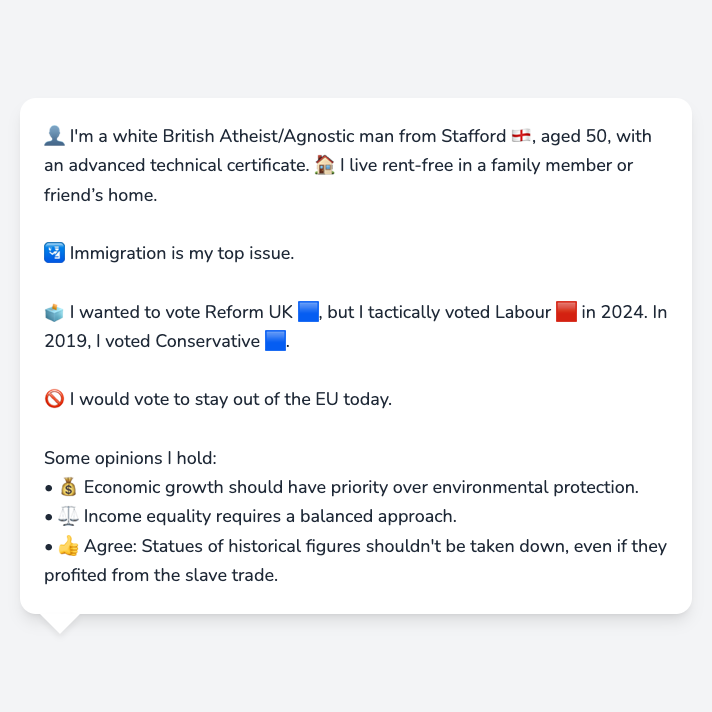 👤 I'm a white British Atheist/Agnostic man from Stafford 🏴󠁧󠁢󠁥󠁮󠁧󠁿, aged 50, with
an advanced technical certificate. 🏠 I live rent-free in a family member or
friend’s home.
🛂 Immigration is my top issue.
🗳️ I wanted to vote Reform UK 🟦, but I tactically voted Labour 🟥 in 2024. In
2019, I voted Conservative 🟦.
🚫 I would vote to stay out of the EU today.
Some opinions I hold:
• 💰 Economic growth should have priority over environmental protection.
• ⚖️ Income equality requires a balanced approach.
• 👍 Agree: Statues of historical figures shouldn't be taken down, even if they
profited from the slave trade.